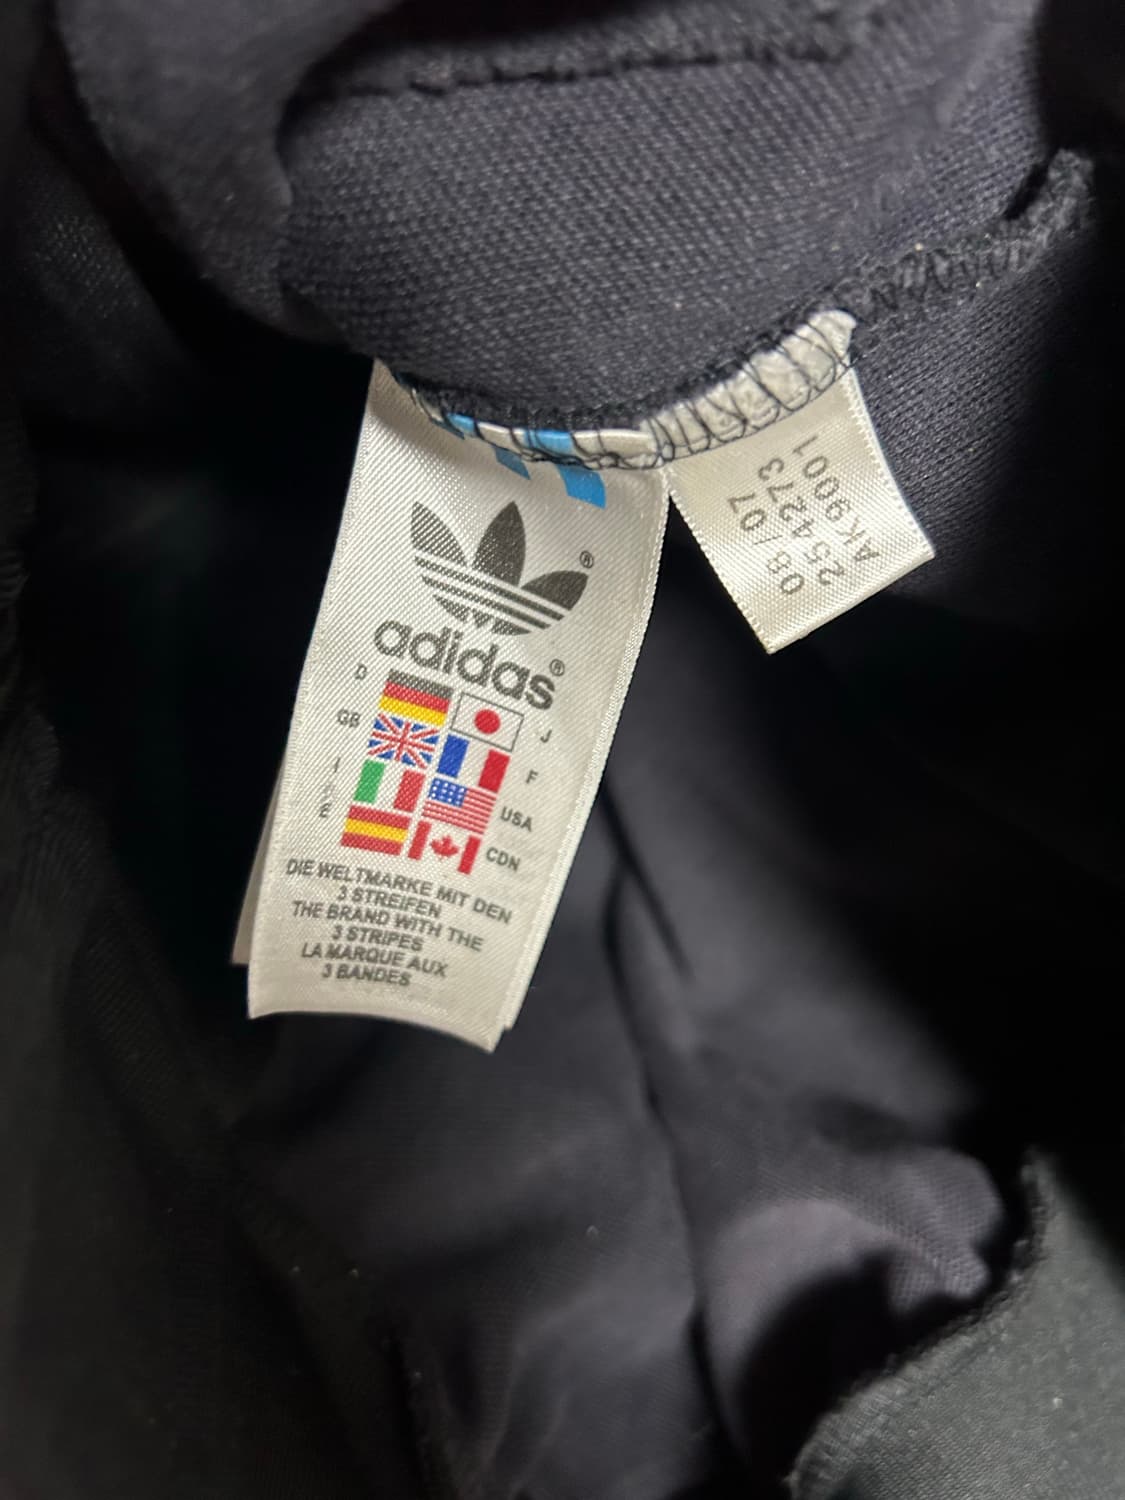 adidas®
D
J
GB
F
I
USA
E
CDN
DIE WELTMARKE MIT DEN
3 STREIFEN
THE BRAND WITH THE
3 STRIPES
LA MARQUE AUX
3 BANDES
08/07
254273
AK9001